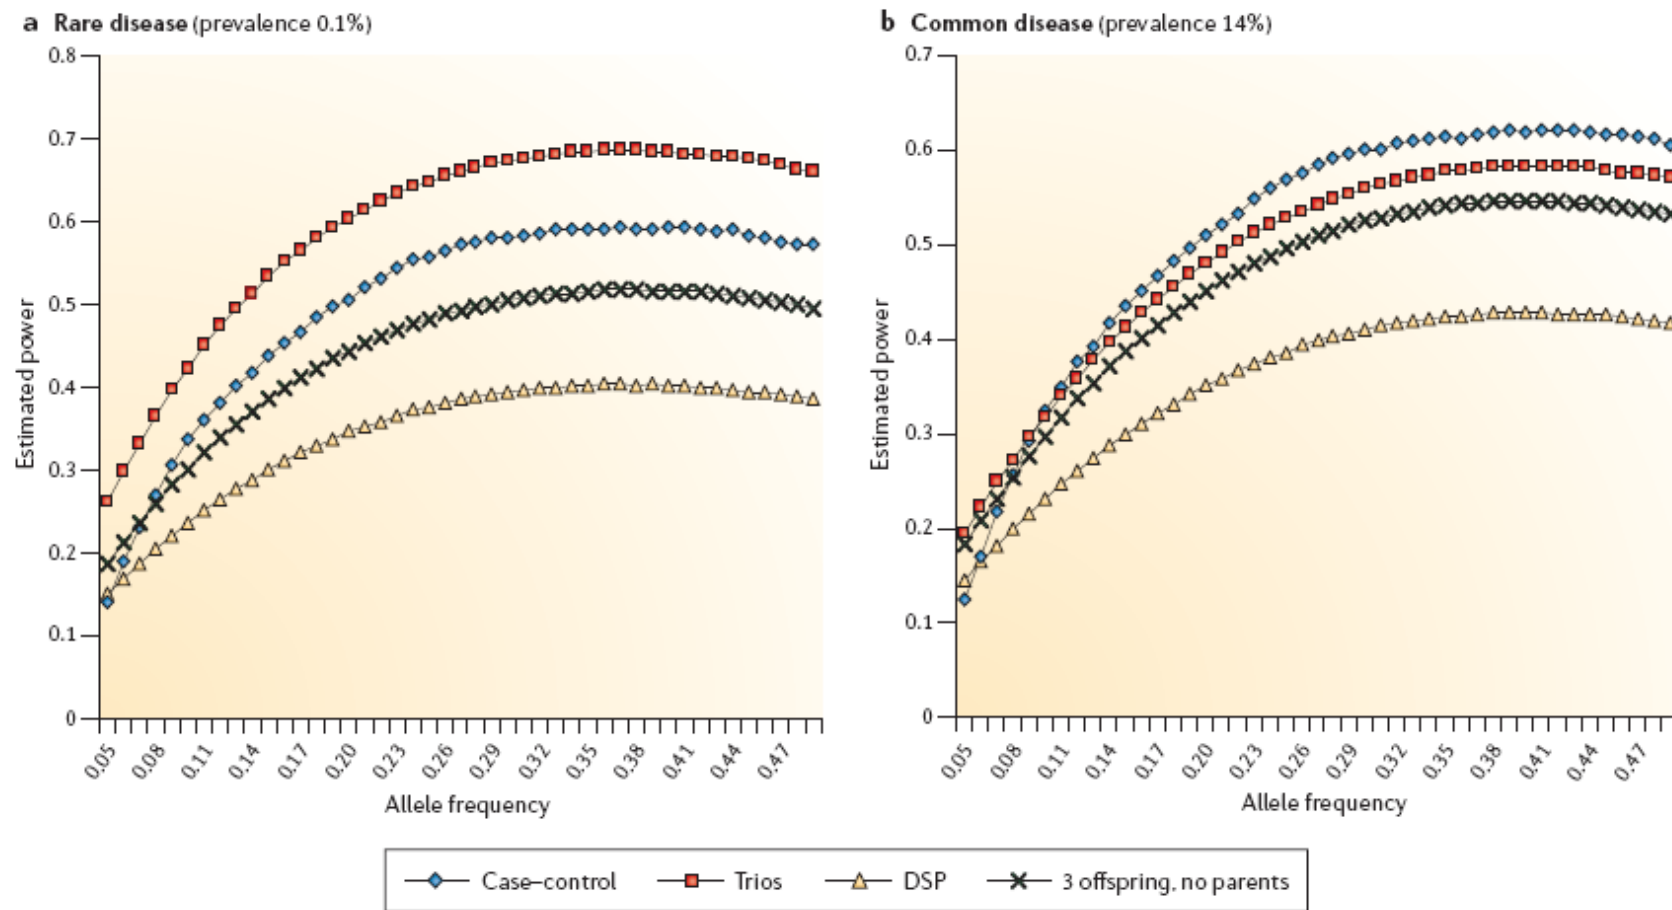 a Rare disease (prevalence 0.1%)
0.8
0.7
0.6
0.5
0.4
0.3
0.2
0.1
0
Estimated power
0.05 0.08 0.11 0.14 0.17 0.20 0.23 0.26 0.29 0.32 0.35 0.38 0.41 0.44 0.47
Allele frequency
b Common disease (prevalence 14%)
0.7
0.6
0.5
0.4
0.3
0.2
0.1
0
Estimated power
0.05 0.08 0.11 0.14 0.17 0.20 0.23 0.26 0.29 0.32 0.35 0.38 0.41 0.44 0.47
Allele frequency
Case–control Trios DSP 3 offspring, no parents